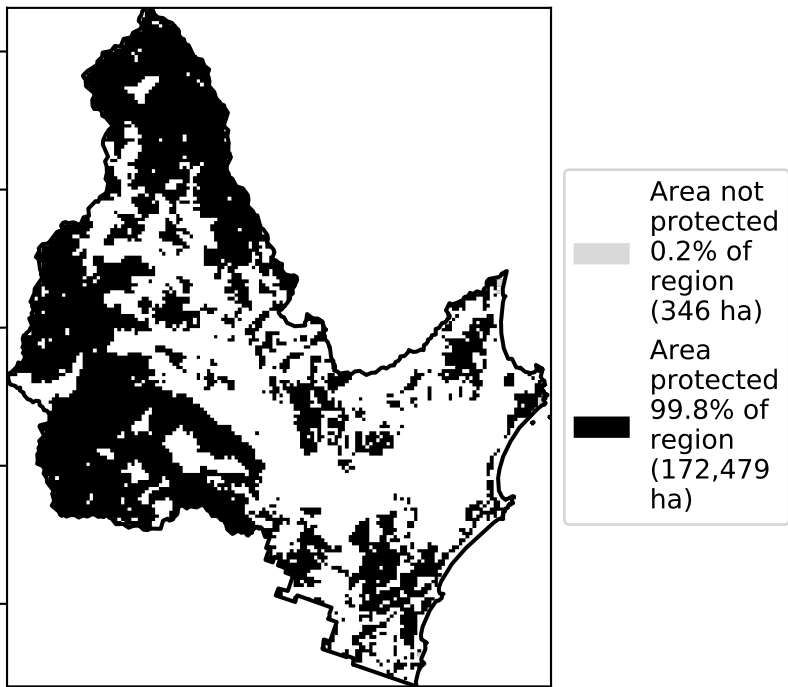 Area not
protected
0.2% of
region
(346 ha)
Area
protected
99.8% of
region
(172,479
ha)